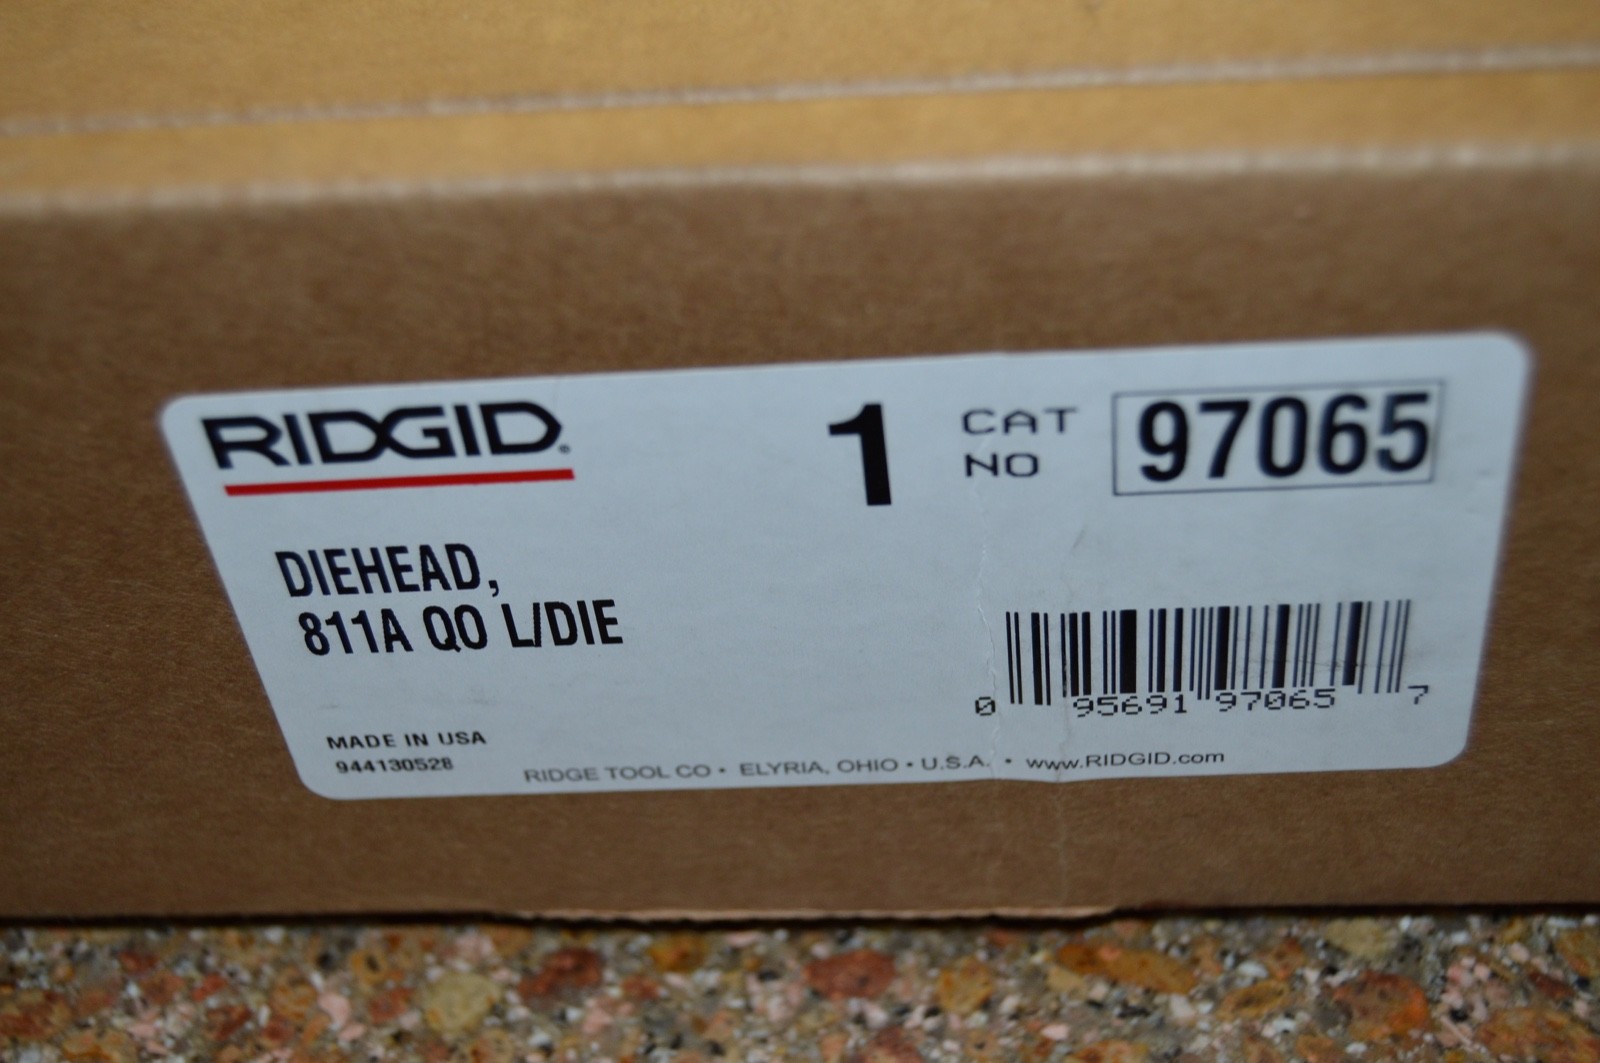 RIDGID®
1
CAT NO
97065
DIEHEAD,
811A QO L/DIE
0 95691 97065 7
MADE IN USA
944130528
RIDGE TOOL CO • ELYRIA, OHIO • U.S.A. • www.RIDGID.com